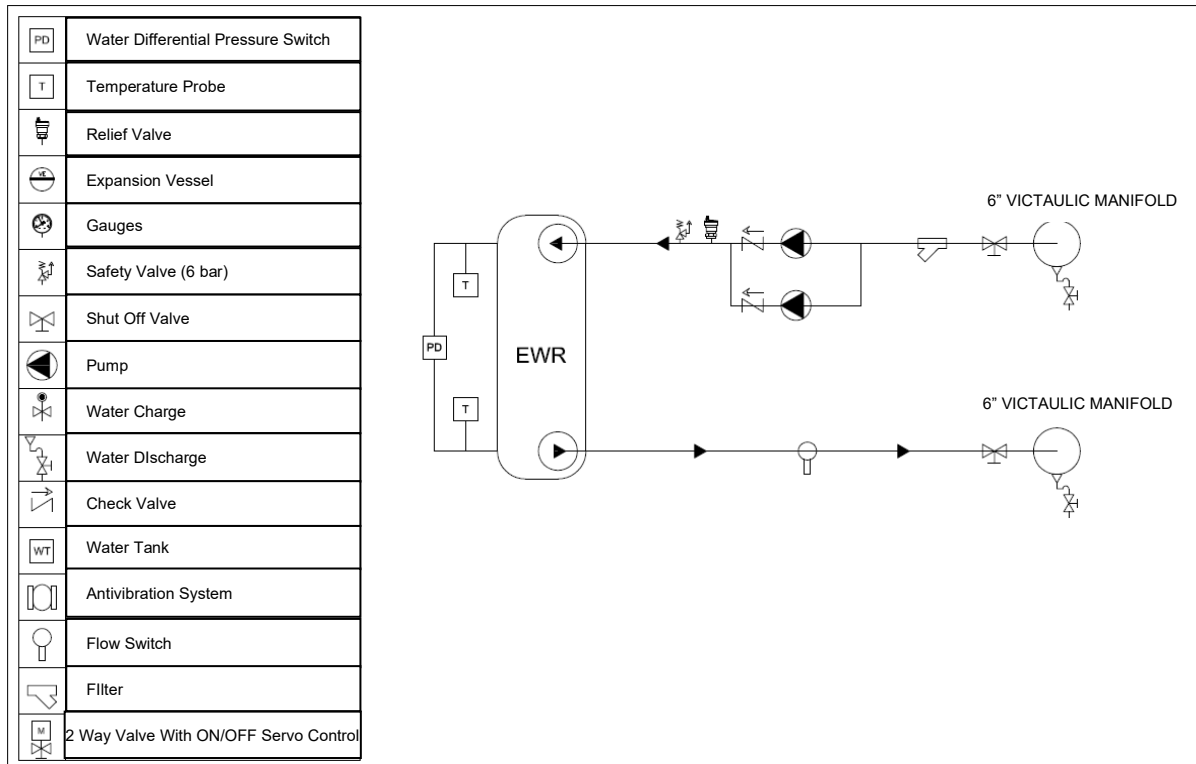 PD Water Differential Pressure Switch
T Temperature Probe
Relief Valve
VE Expansion Vessel
Gauges
Safety Valve (6 bar)
Shut Off Valve
Pump
Water Charge
Water DIscharge
Check Valve
WT Water Tank
Antivibration System
Flow Switch
FIlter
M 2 Way Valve With ON/OFF Servo Control
6” VICTAULIC MANIFOLD
T
PD
EWR
T
6” VICTAULIC MANIFOLD